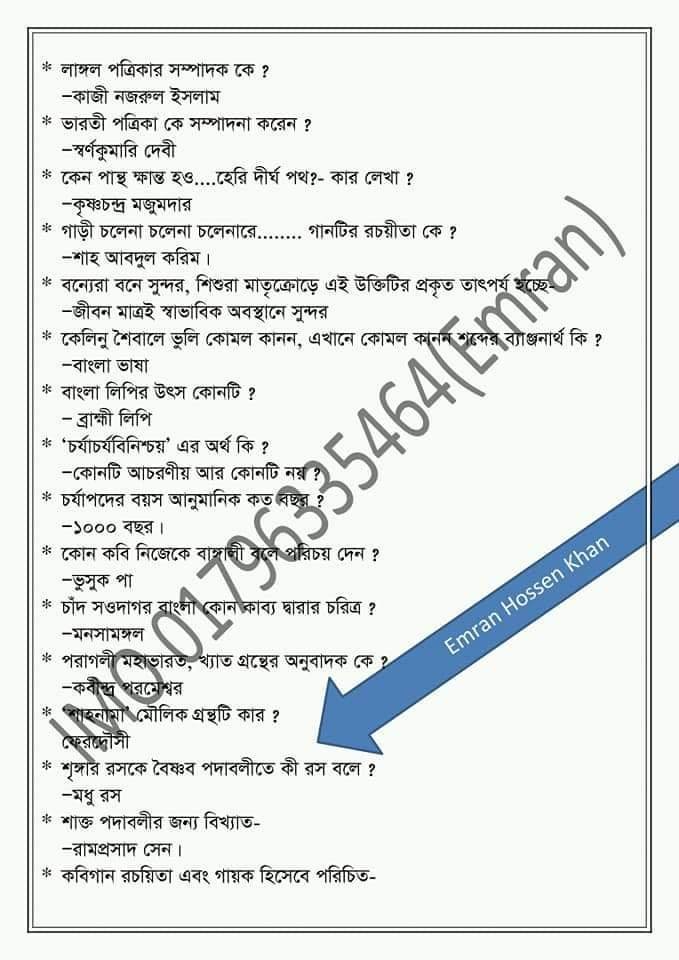 * লাঙ্গল পত্রিকার সম্পাদক কে ?
–কাজী নজরুল ইসলাম
* ভারতী পত্রিকা কে সম্পাদনা করেন ?
–স্বর্ণকুমারি দেবী
* কেন পান্থ ক্ষান্ত হও....হেরি দীর্ঘ পথ?- কার লেখা ?
–কৃষ্ণচন্দ্র মজুমদার
* গাড়ী চলেনা চলেনা চলেনারে........ গানটির রচয়ীতা কে ?
–শাহ আবদুল করিম।
* বন্যেরা বনে সুন্দর, শিশুরা মাতৃক্রোড়ে এই উক্তিটির প্রকৃত তাৎপর্য হচ্ছে-
–জীবন মাত্রই স্বাভাবিক অবস্থানে সুন্দর
* কেলিনু শৈবালে ভুলি কোমল কানন, এখানে কোমল কানন শব্দের ব্যাঞ্জনার্থ কি ?
–বাংলা ভাষা
* বাংলা লিপির উৎস কোনটি ?
– ব্রাহ্মী লিপি
* ‘চর্যাচর্যবিনিশ্চয়’ এর অর্থ কি ?
–কোনটি আচরণীয় আর কোনটি নয় ?
* চর্যাপদের বয়স আনুমানিক কত বছর ?
–১০০০ বছর।
* কোন কবি নিজেকে বাঙ্গালী বলে পরিচয় দেন ?
–ভুসুক পা
* চাঁদ সওদাগর বাংলা কোন কাব্য দ্বারার চরিত্র ?
–মনসামঙ্গল
* পরাগলী মহাভারত, খ্যাত গ্রন্থের অনুবাদক কে ?
–কবীন্দ্র পরমেশ্বর
* ‘শাহনামা’ মৌলিক গ্রন্থটি কার ?
ফেরদৌসী
* শৃঙ্গার রসকে বৈষ্ণব পদাবলীতে কী রস বলে ?
–মধু রস
* শাক্ত পদাবলীর জন্য বিখ্যাত-
–রামপ্রসাদ সেন।
* কবিগান রচয়িতা এবং গায়ক হিসেবে পরিচিত-
IMO 01796335464(Emran)
Emran Hossen Khan